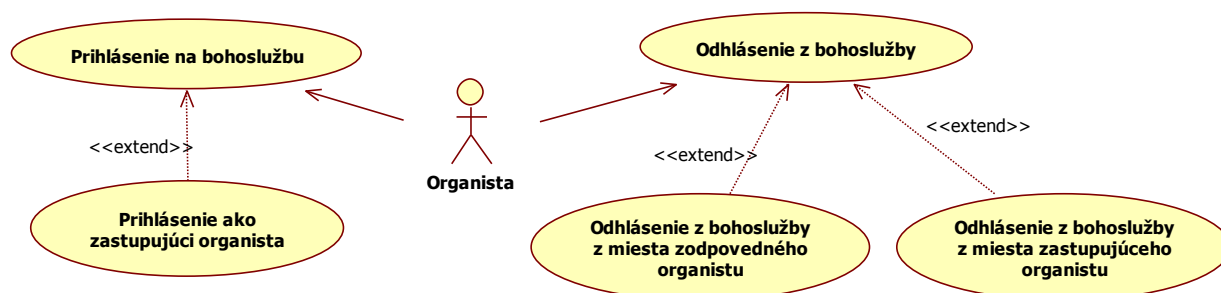 Prihlásenie na bohoslužbu
Odhlásenie z bohoslužby
<<extend>>
<<extend>>
<<extend>>
Organista
Prihlásenie ako
zastupujúci organista
Odhlásenie z bohoslužby
z miesta zodpovedného
organistu
Odhlásenie z bohoslužby
z miesta zastupujúceho
organistu